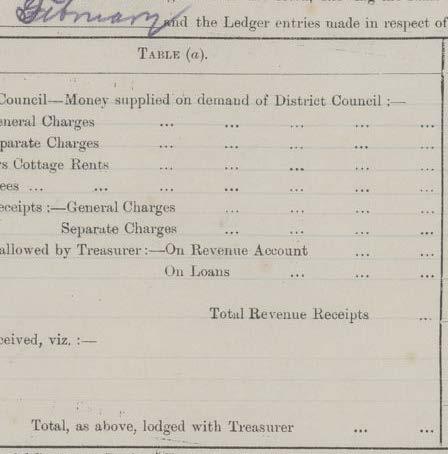 February and the Ledger entries made in respect of
TABLE (a).
Council—Money supplied on demand of District Council :—
eneral Charges ... ... ... ... ...
parate Charges ... ... ... ... ...
rs Cottage Rents ... ... ... ... ...
ees ... ... ... ... ... ...
eceipts :—General Charges ... ... ... ...
Separate Charges ... ... ... ...
allowed by Treasurer :—On Revenue Account ... ...
On Loans ... ... ...
Total Revenue Receipts ...
ceived, viz. :—
Total, as above, lodged with Treasurer ... ...